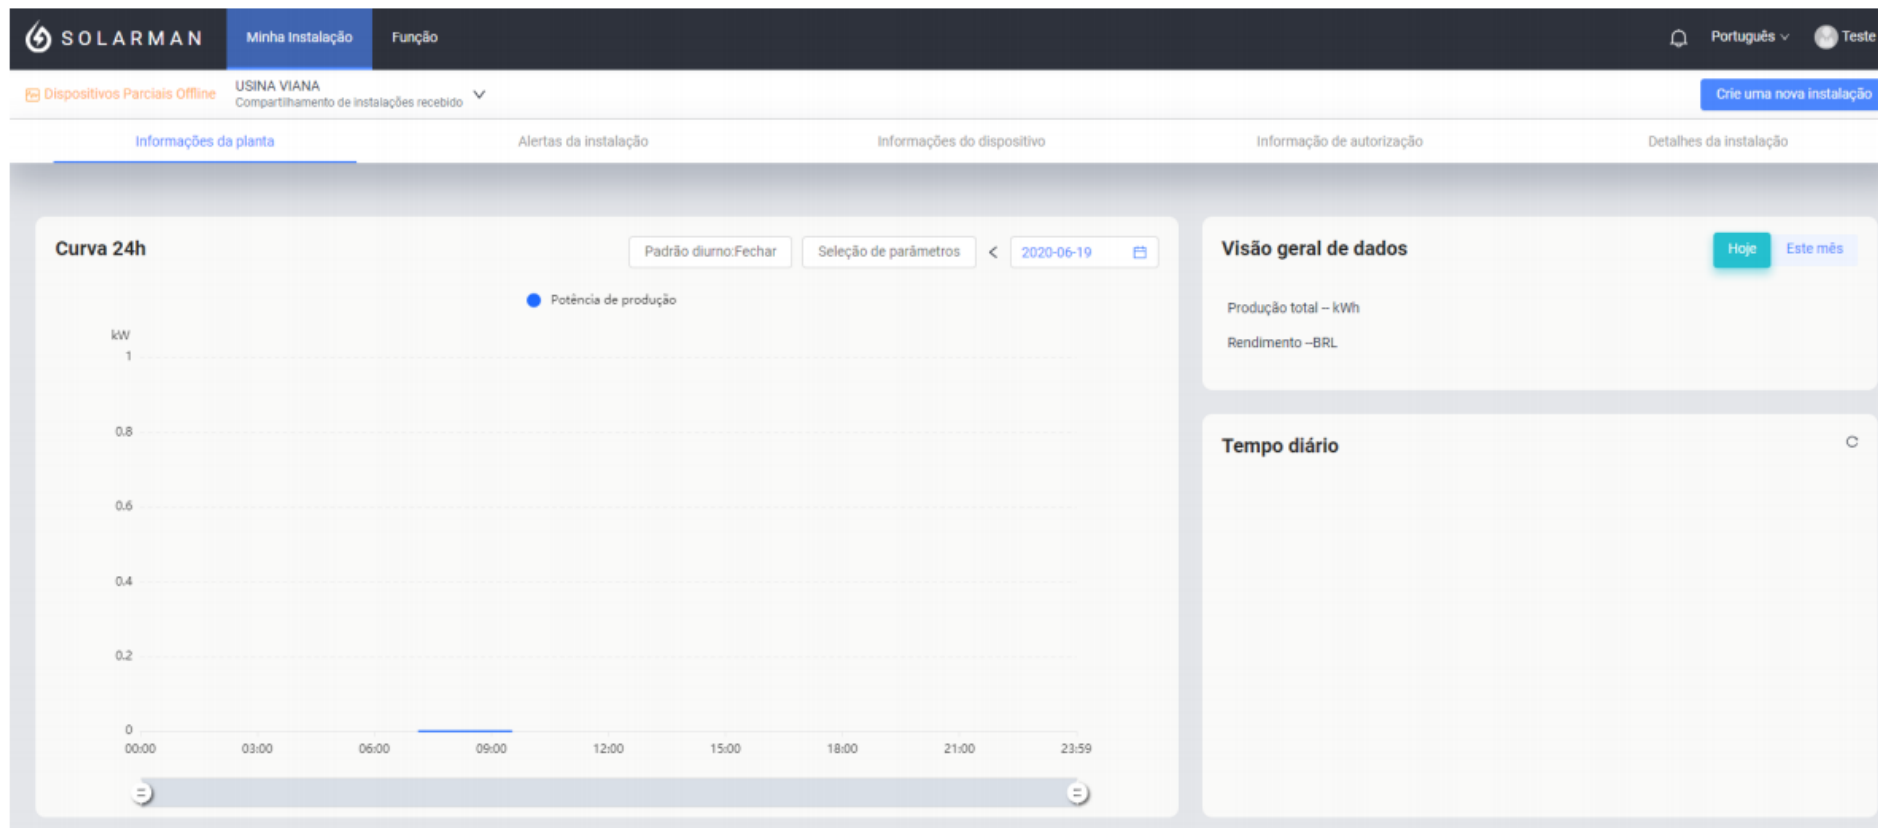 SOLARMAN Minha Instalação Função Português Teste
Dispositivos Parciais Offline USINA VIANA
Compartilhamento de instalações recebido
Crie uma nova instalação
Informações da planta Alertas da instalação Informações do dispositivo Informação de autorização Detalhes da instalação
Curva 24h Padrão diurno:Fechar Seleção de parâmetros < 2020-06-19
Potência de produção
kW
1
0.8
0.6
0.4
0.2
0
00:00 03:00 06:00 09:00 12:00 15:00 18:00 21:00 23:59
Visão geral de dados Hoje Este mês
Produção total -- kWh
Rendimento --BRL
Tempo diário